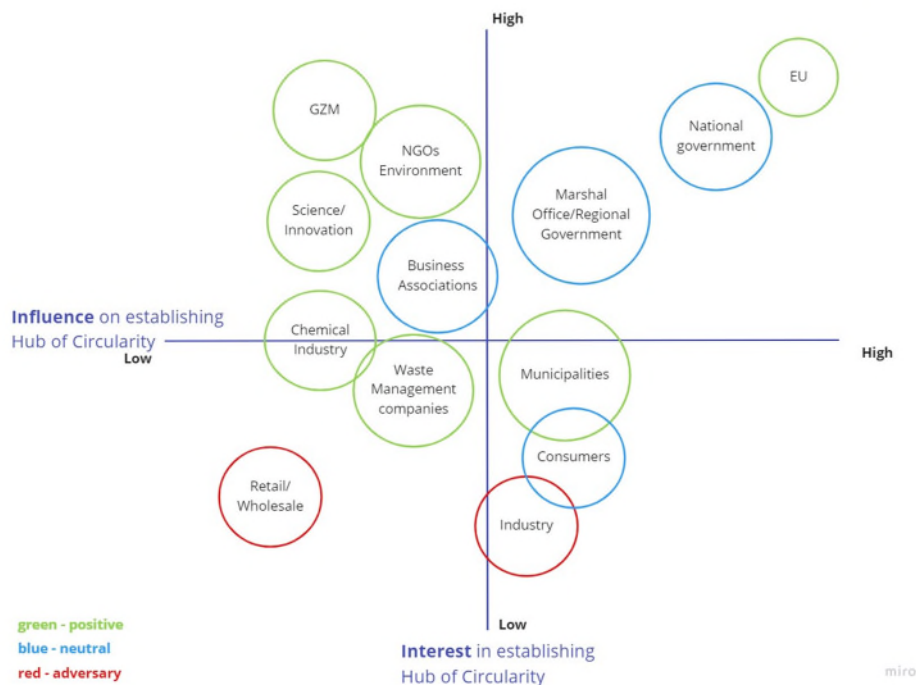 High
EU
GZM
National
government
NGOs
Environment
Marshal
Office/Regional
Government
Science/
Innovation
Business
Associations
Influence on establishing
Hub of Circularity
Low
High
Chemical
Industry
Waste
Management
companies
Municipalities
Consumers
Retail/
Wholesale
Industry
green - positive
blue - neutral
red - adversary
Low
Interest in establishing
Hub of Circularity
miro